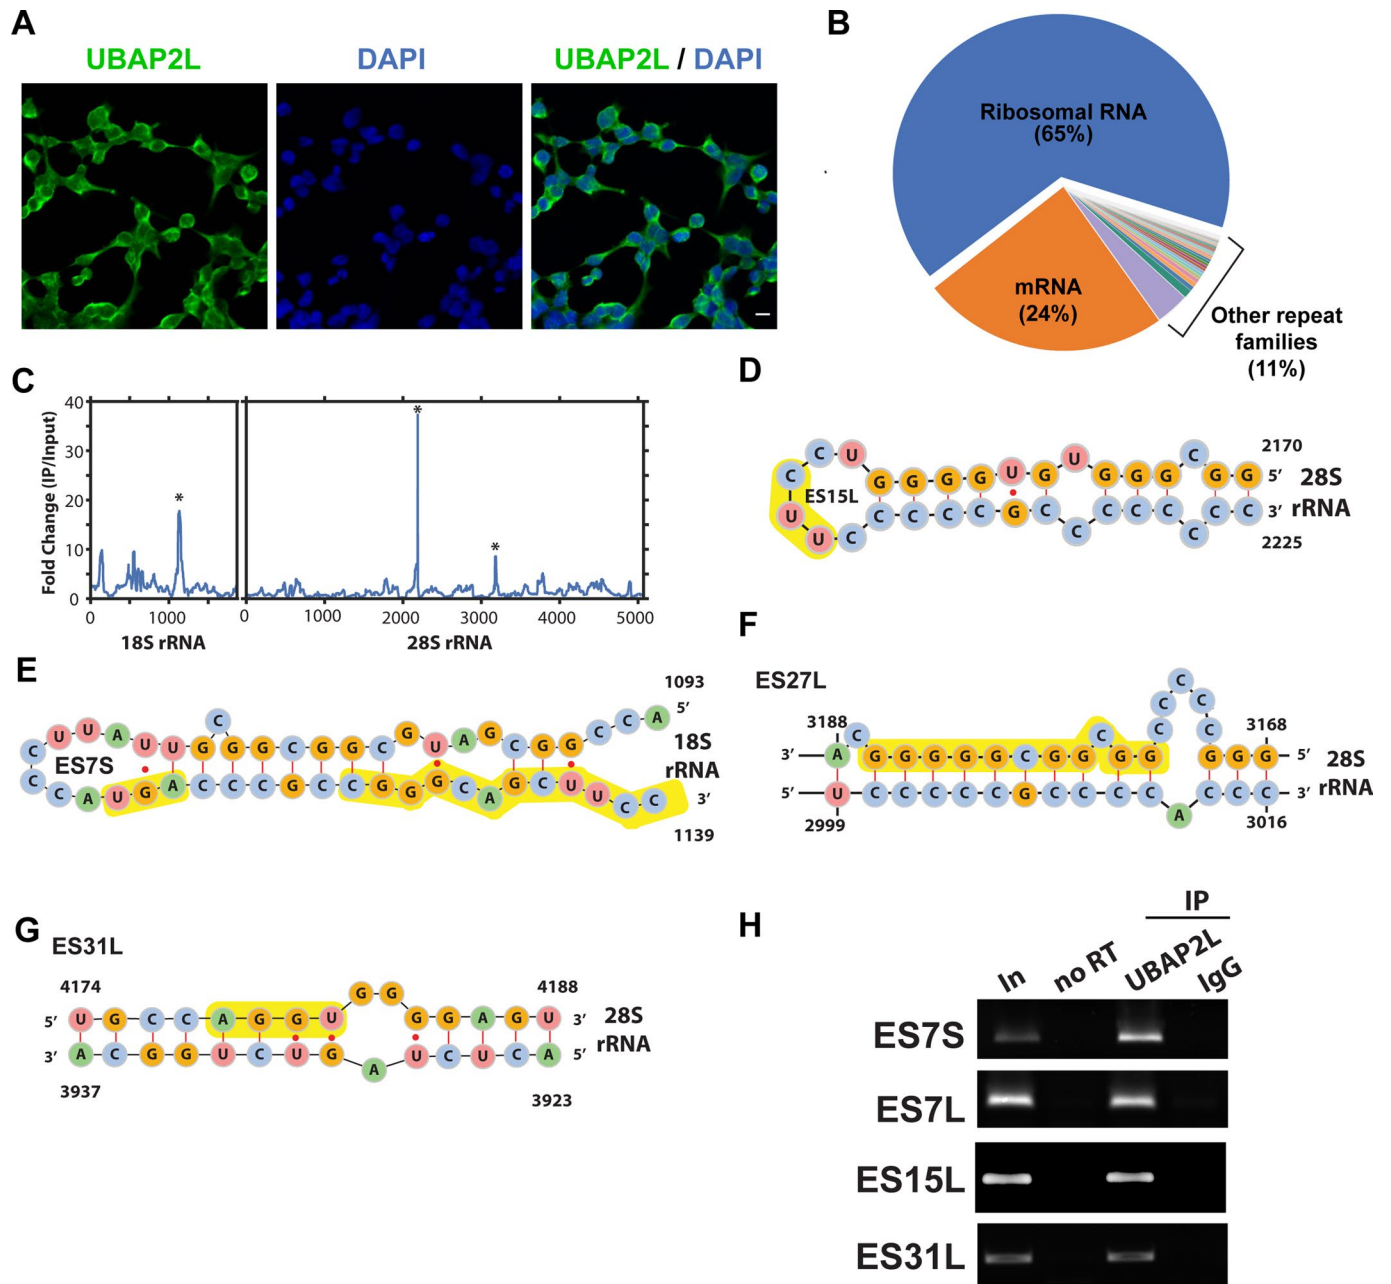 A
UBAP2L
DAPI
UBAP2L / DAPI
B
Ribosomal RNA
(65%)
mRNA
(24%)
Other repeat
families
(11%)
C
Fold Change (IP/Input)
40
30
20
10
0
*
*
*
0
1000
0
1000
2000
3000
4000
5000
18S rRNA
28S rRNA
D
C C U G G G G U G U G G G C G G
2170
5′
28S
rRNA
ES15L
U U C C C C C G C C C C C C C C
3′
2225
E
1093
5′
C U U A U U G C G G C G G C G U A G C G G C C A
18S
rRNA
ES7S
C C A U G A C C C G C C G G G C A G C U U C C
3′
1139
F
ES27L
3188
3168
3′
A C G G G G G C G G C G G C C C C C G G G
5′
28S
rRNA
5′
U C C C C C G C C C C A C C C
3′
2999
3016
G
ES31L
4174
4188
5′
U G C C A G G U G G G G A G U
3′
28S
rRNA
3′
A C G G U C U G A U C U C A
5′
3937
3923
H
IP
In
no RT
UBAP2L
IgG
ES7S
ES7L
ES15L
ES31L